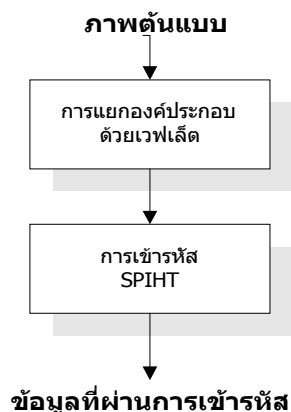 ภาพต้นแบบ
การแยกองค์ประกอบ
ด้วยเวฟเล็ต
การเข้ารหัส
SPIHT
ข้อมูลที่ผ่านการเข้ารหัส